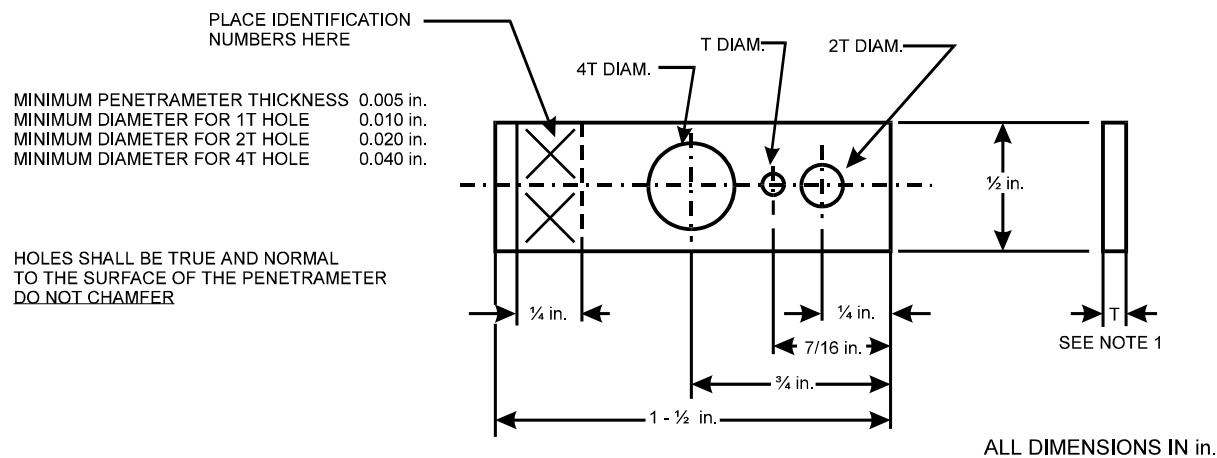 PLACE IDENTIFICATION
NUMBERS HERE
T DIAM.
2T DIAM.
4T DIAM.
MINIMUM PENETRAMETER THICKNESS 0.005 in.
MINIMUM DIAMETER FOR 1T HOLE 0.010 in.
MINIMUM DIAMETER FOR 2T HOLE 0.020 in.
MINIMUM DIAMETER FOR 4T HOLE 0.040 in.
½ in.
HOLES SHALL BE TRUE AND NORMAL
TO THE SURFACE OF THE PENETRAMETER
DO NOT CHAMFER
¼ in.
¼ in.
T
7/16 in.
SEE NOTE 1
¾ in.
1 - ½ in.
ALL DIMENSIONS IN in.